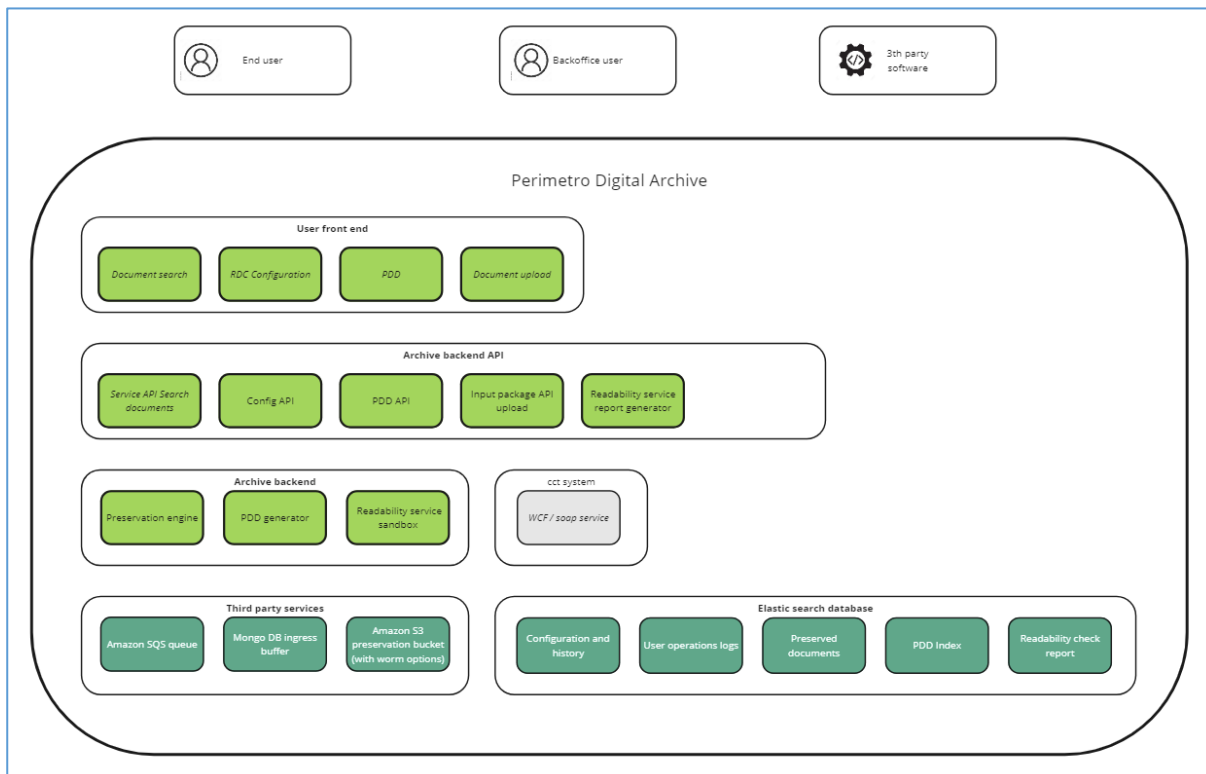 End user
Backoffice user
3th party
software
Perimetro Digital Archive
User front end
Document search
RDC Configuration
PDD
Document upload
Archive backend API
Service API Search
documents
Config API
PDD API
Input package API
upload
Readability service
report generator
Archive backend
Preservation engine
PDD generator
Readability service
sandbox
cct system
WCF / soap service
Third party services
Amazon SQS queue
Mongo DB ingress
buffer
Amazon S3
preservation bucket
(with worm options)
Elastic search database
Configuration and
history
User operations logs
Preserved
documents
PDD Index
Readability check
report